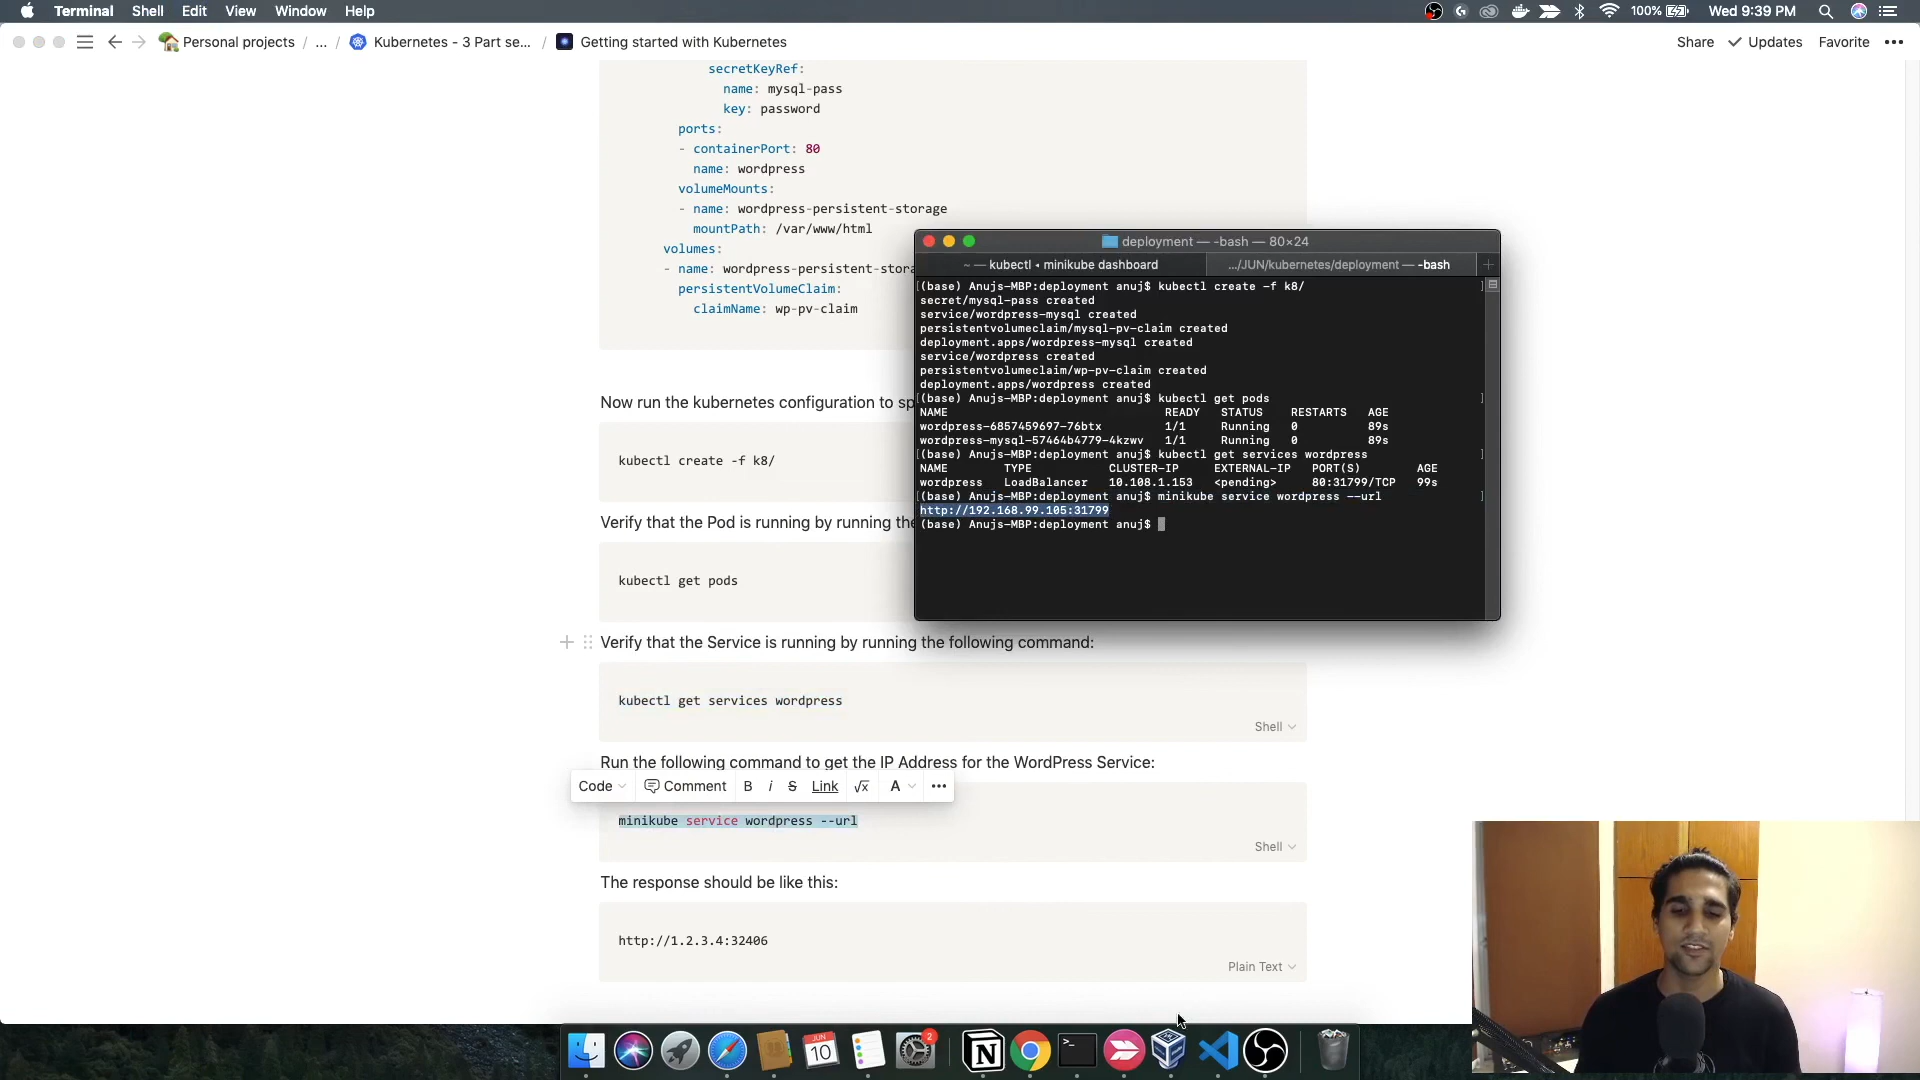 Terminal Shell Edit View Window Help 100% Wed 9:39 PM
Personal projects / ... / Kubernetes - 3 Part se... / Getting started with Kubernetes Share Updates Favorite •••
secretKeyRef:
name: mysql-pass
key: password
ports:
- containerPort: 80
name: wordpress
volumeMounts:
- name: wordpress-persistent-storage
mountPath: /var/www/html
volumes:
- name: wordpress-persistent-stora
persistentVolumeClaim:
claimName: wp-pv-claim
Now run the kubernetes configuration to sp
kubectl create -f k8/
Verify that the Pod is running by running the
kubectl get pods
Verify that the Service is running by running the following command:
kubectl get services wordpress
Shell
Run the following command to get the IP Address for the WordPress Service:
Code Comment B i S Link √x A •••
minikube service wordpress --url
Shell
The response should be like this:
http://1.2.3.4:32406
Plain Text
deployment — -bash — 80×24
~ — kubectl • minikube dashboard .../JUN/kubernetes/deployment — -bash +
[(base) Anujs-MBP:deployment anuj$ kubectl create -f k8/ ]
secret/mysql-pass created
service/wordpress-mysql created
persistentvolumeclaim/mysql-pv-claim created
deployment.apps/wordpress-mysql created
service/wordpress created
persistentvolumeclaim/wp-pv-claim created
deployment.apps/wordpress created
[(base) Anujs-MBP:deployment anuj$ kubectl get pods ]
NAME READY STATUS RESTARTS AGE
wordpress-6857459697-76btx 1/1 Running 0 89s
wordpress-mysql-57464b4779-4kzwv 1/1 Running 0 89s
[(base) Anujs-MBP:deployment anuj$ kubectl get services wordpress ]
NAME TYPE CLUSTER-IP EXTERNAL-IP PORT(S) AGE
wordpress LoadBalancer 10.108.1.153 <pending> 80:31799/TCP 99s
[(base) Anujs-MBP:deployment anuj$ minikube service wordpress --url ]
http://192.168.99.105:31799
(base) Anujs-MBP:deployment anuj$
JUN
10
2